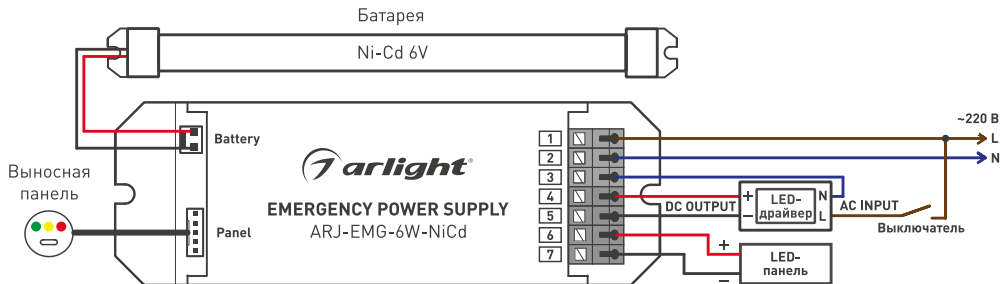 Батарея
Ni-Cd 6V
Battery
Выносная
панель
Panel
arlight®
EMERGENCY POWER SUPPLY
ARJ-EMG-6W-NiCd
1
2
3
4
5
6
7
~220 В
L
N
DC OUTPUT
+
−
LED-
драйвер
N
L
AC INPUT
Выключатель
+
−
LED-
панель